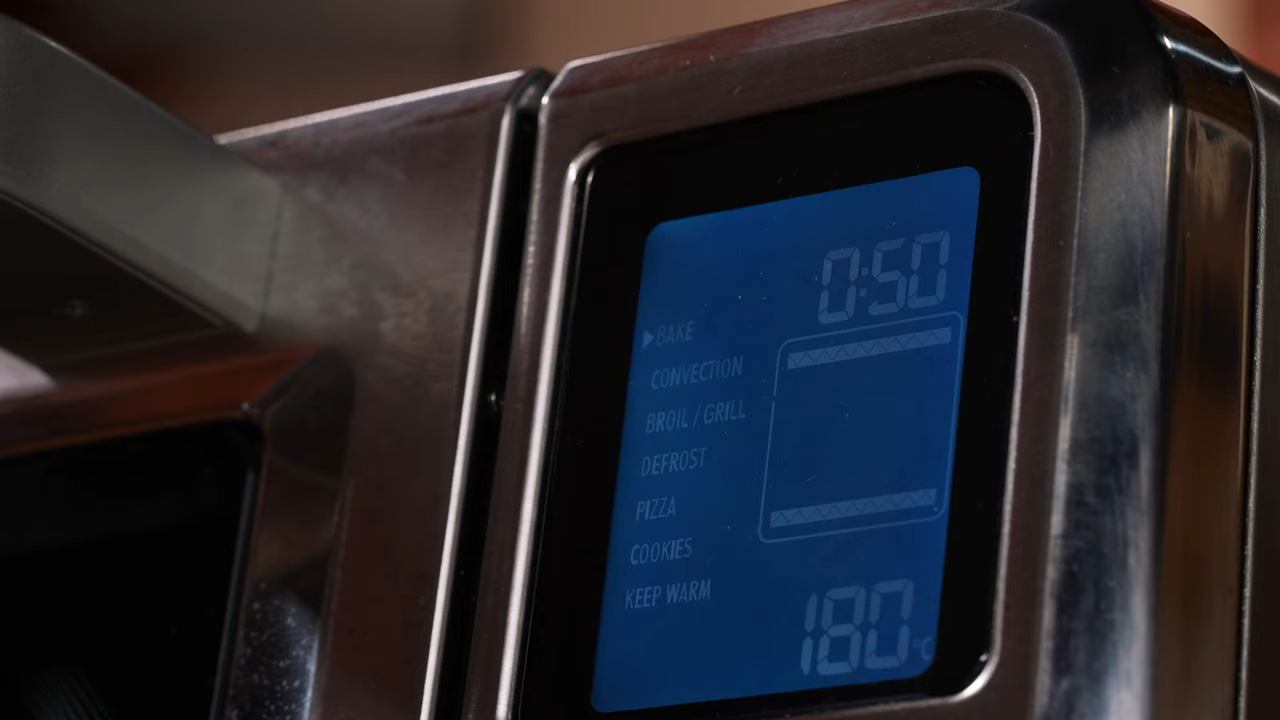 0:50
BAKE
CONVECTION
BROIL / GRILL
DEFROST
PIZZA
COOKIES
KEEP WARM
180°C